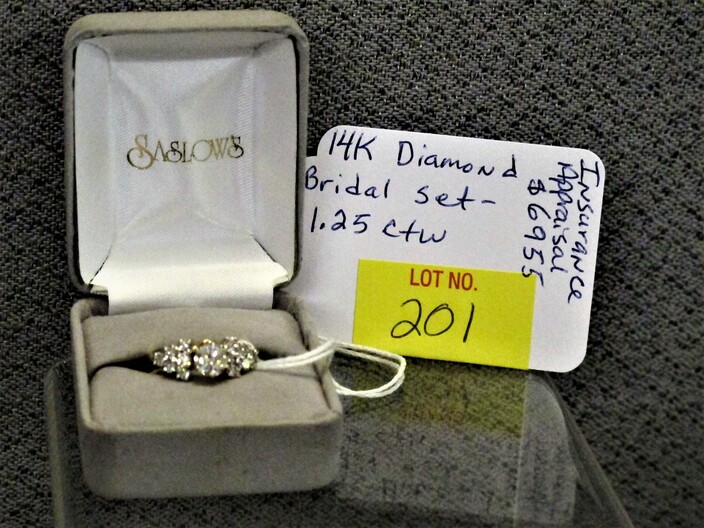 SASLOWS
14K Diamond
Bridal set-
1.25 ctw
Insurance
Appraisal
$6955
LOT NO.
201